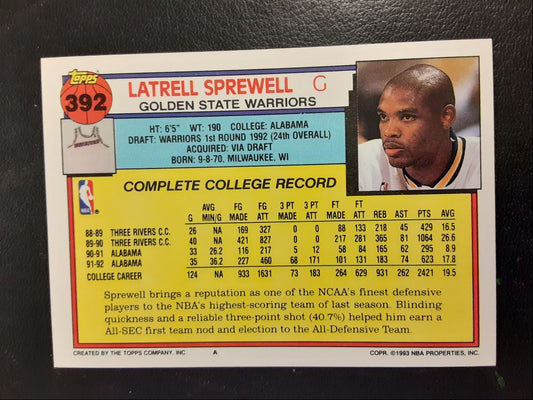 Topps
392
LATRELL SPREWELL G
GOLDEN STATE WARRIORS
HT: 6'5" WT: 190 COLLEGE: ALABAMA
DRAFT: WARRIORS 1st ROUND 1992 (24th OVERALL)
ACQUIRED: VIA DRAFT
BORN: 9-8-70, MILWAUKEE, WI
NBA
COMPLETE COLLEGE RECORD
G AVG MIN/G FG MADE FG ATT 3 PT MADE 3 PT ATT FT MADE FT ATT REB AST PTS AVG
88-89 THREE RIVERS C.C. 26 NA 169 327 0 0 88 133 218 45 429 16.5
89-90 THREE RIVERS C.C. 40 NA 421 627 0 0 217 281 365 81 1064 26.6
90-91 ALABAMA 33 26.2 116 217 5 12 58 84 165 62 295 8.9
91-92 ALABAMA 35 36.2 227 460 68 171 101 131 183 74 623 17.8
COLLEGE CAREER 124 NA 933 1631 73 183 264 629 931 262 2421 19.5
Sprewell brings a reputation as one of the NCAA's finest defensive
players to the NBA's highest-scoring team of last season. Blinding
quickness and a reliable three-point shot (40.7%) helped him earn a
All-SEC first team nod and election to the All-Defensive Team.
CREATED BY THE TOPPS COMPANY, INC. A COPR. ©1993 NBA PROPERTIES, INC.